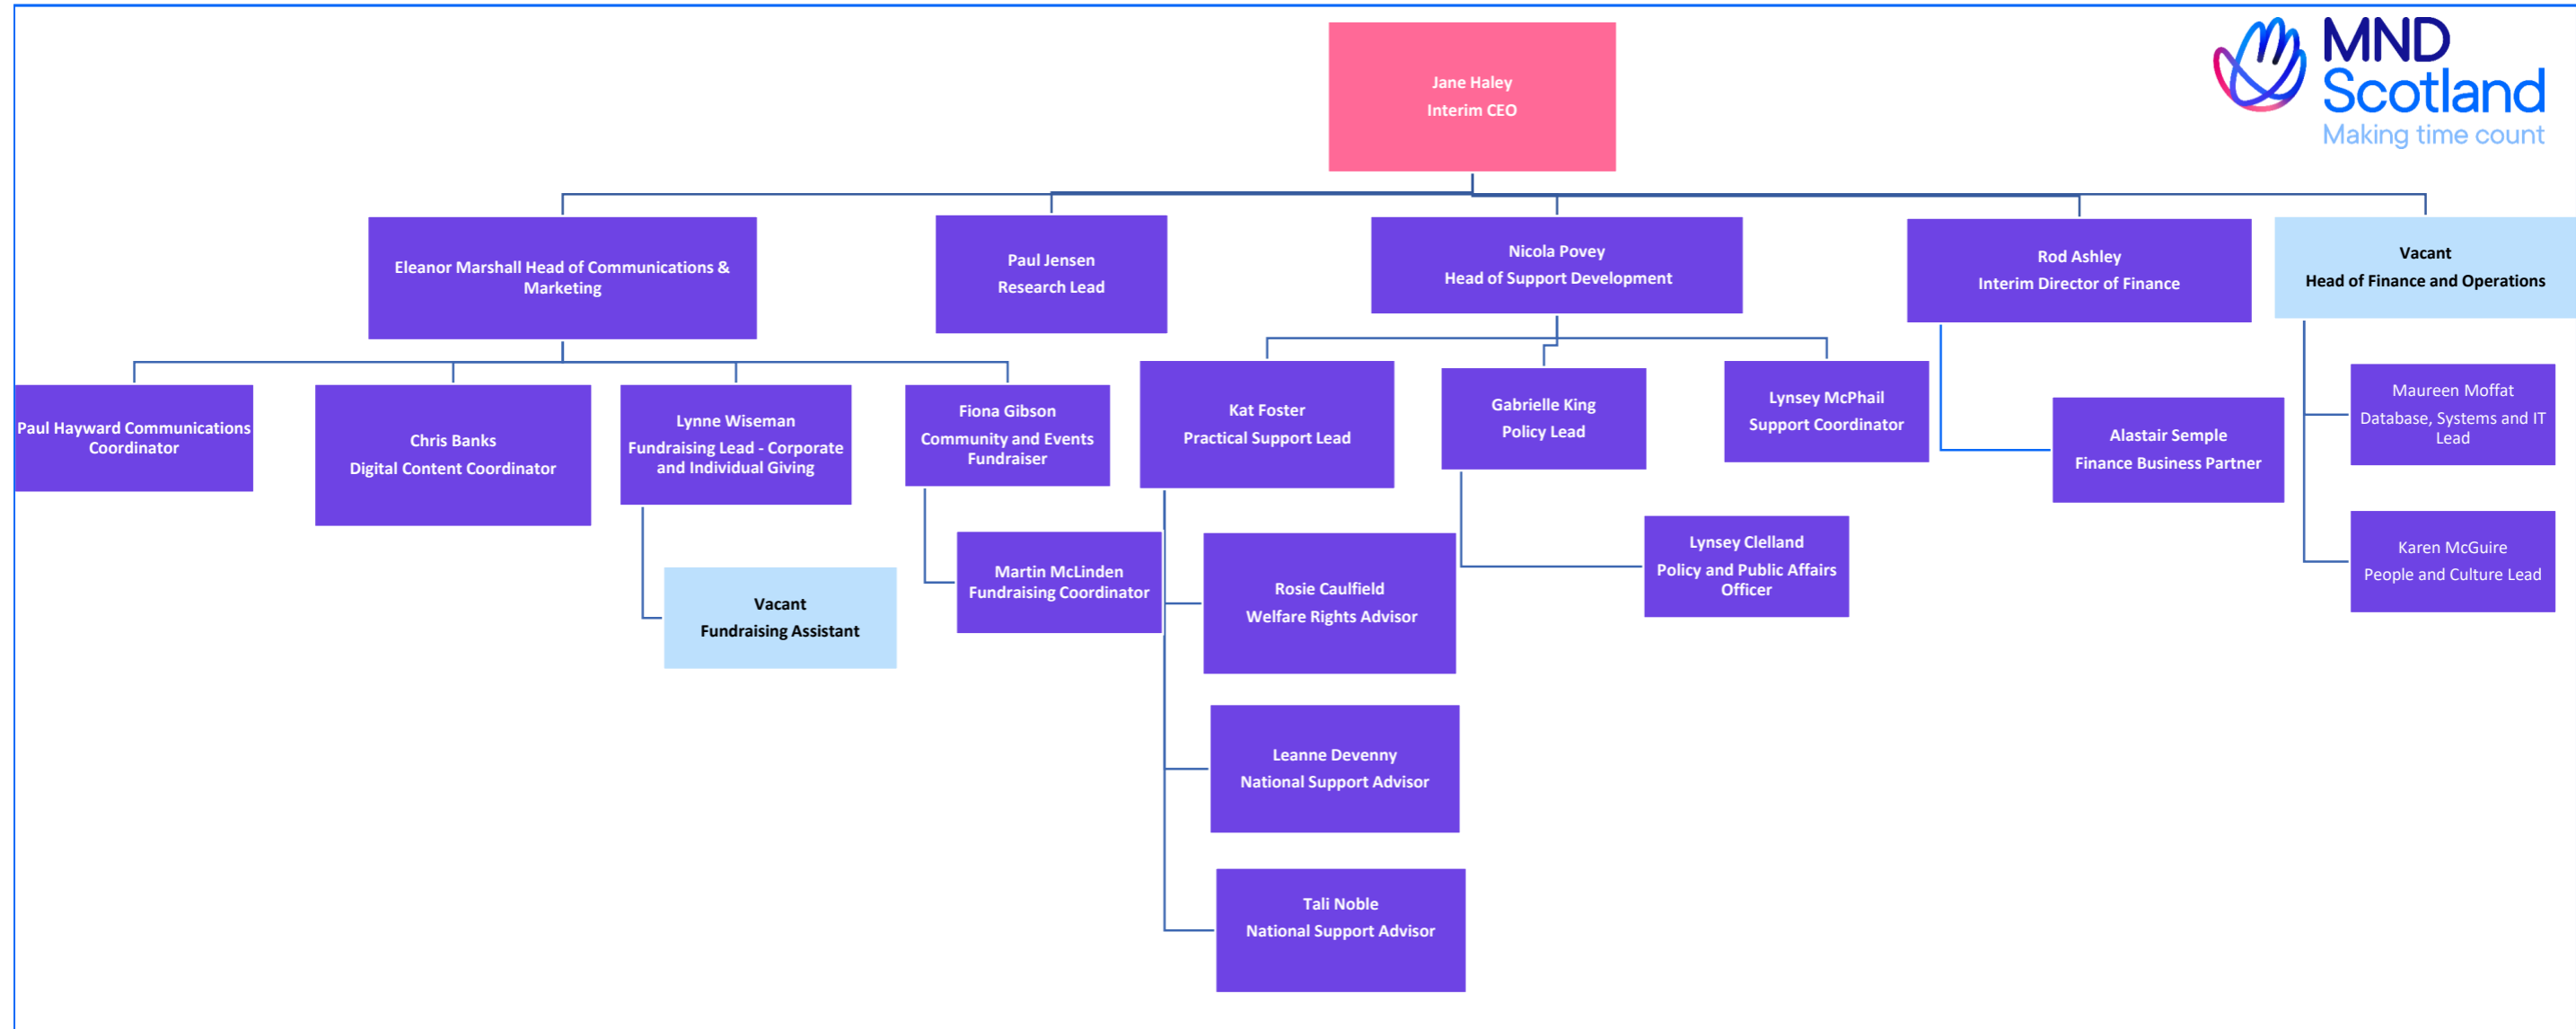 MND
Scotland
Making time count
Jane Haley
Interim CEO
Eleanor Marshall Head of Communications &
Marketing
Paul Jensen
Research Lead
Nicola Povey
Head of Support Development
Rod Ashley
Interim Director of Finance
Vacant
Head of Finance and Operations
Paul Hayward Communications
Coordinator
Chris Banks
Digital Content Coordinator
Lynne Wiseman
Fundraising Lead - Corporate
and Individual Giving
Fiona Gibson
Community and Events
Fundraiser
Kat Foster
Practical Support Lead
Gabrielle King
Policy Lead
Lynsey McPhail
Support Coordinator
Alastair Semple
Finance Business Partner
Maureen Moffat
Database, Systems and IT
Lead
Vacant
Fundraising Assistant
Martin McLinden
Fundraising Coordinator
Rosie Caulfield
Welfare Rights Advisor
Lynsey Clelland
Policy and Public Affairs
Officer
Karen McGuire
People and Culture Lead
Leanne Devenny
National Support Advisor
Tali Noble
National Support Advisor